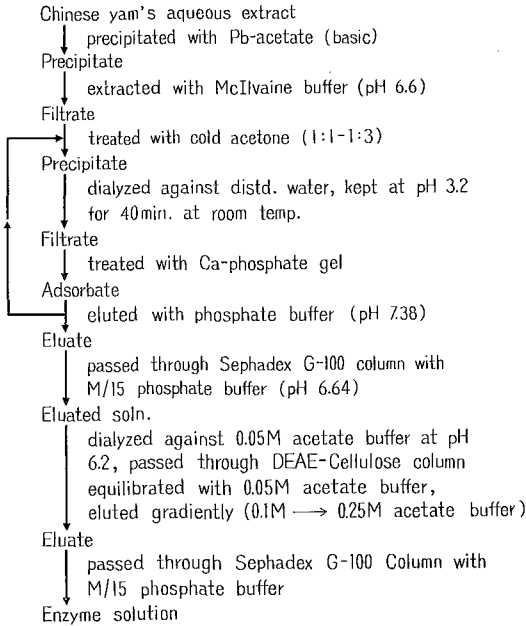 Chinese yam's aqueous extract
precipitated with Pb-acetate (basic)
Precipitate
extracted with McIlvaine buffer (pH 6.6)
Filtrate
treated with cold acetone (1:1-1:3)
Precipitate
dialyzed against distd. water, kept at pH 3.2
for 40min. at room temp.
Filtrate
treated with Ca-phosphate gel
Adsorbate
eluted with phosphate buffer (pH 7.38)
Eluate
passed through Sephadex G-100 column with
M/15 phosphate buffer (pH 6.64)
Eluated soln.
dialyzed against 0.05M acetate buffer at pH
6.2, passed through DEAE-Cellulose column
equilibrated with 0.05M acetate buffer,
eluted gradiently (0.1M ⟶ 0.25M acetate buffer)
Eluate
passed through Sephadex G-100 Column with
M/15 phosphate buffer
Enzyme solution